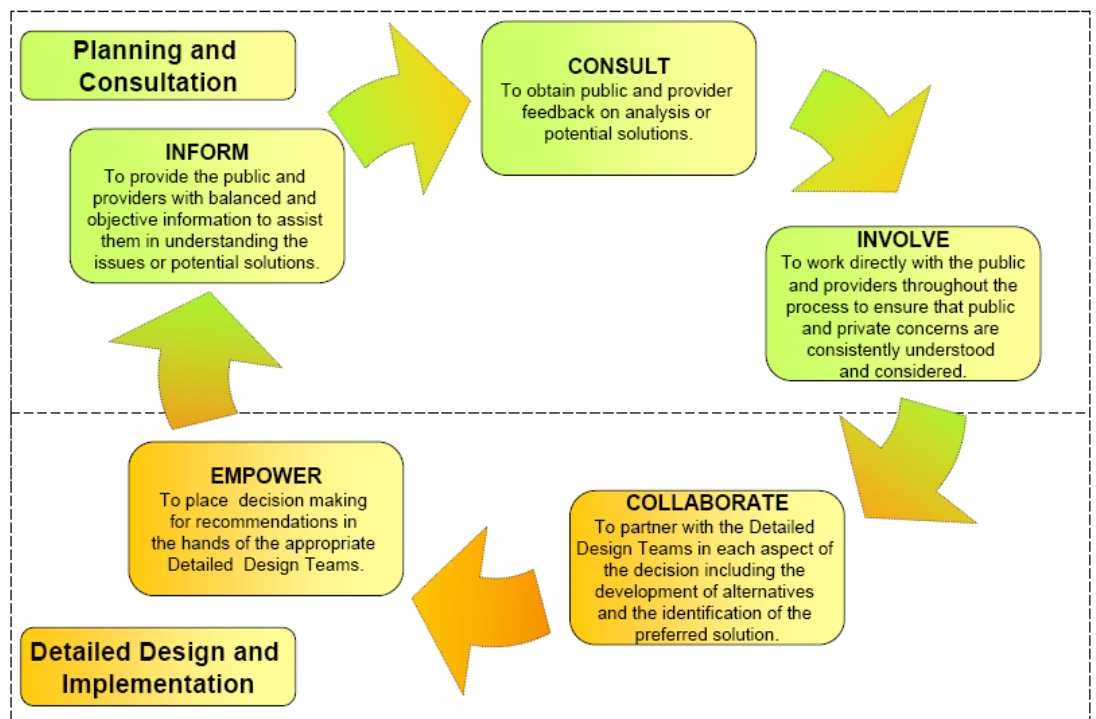 Planning and
Consultation
CONSULT
To obtain public and provider
feedback on analysis or
potential solutions.
INFORM
To provide the public and
providers with balanced and
objective information to assist
them in understanding the
issues or potential solutions.
INVOLVE
To work directly with the public
and providers throughout the
process to ensure that public
and private concerns are
consistently understood
and considered.
COLLABORATE
To partner with the Detailed
Design Teams in each aspect of
the decision including the
development of alternatives
and the identification of the
preferred solution.
EMPOWER
To place decision making
for recommendations in
the hands of the appropriate
Detailed Design Teams.
Detailed Design and
Implementation